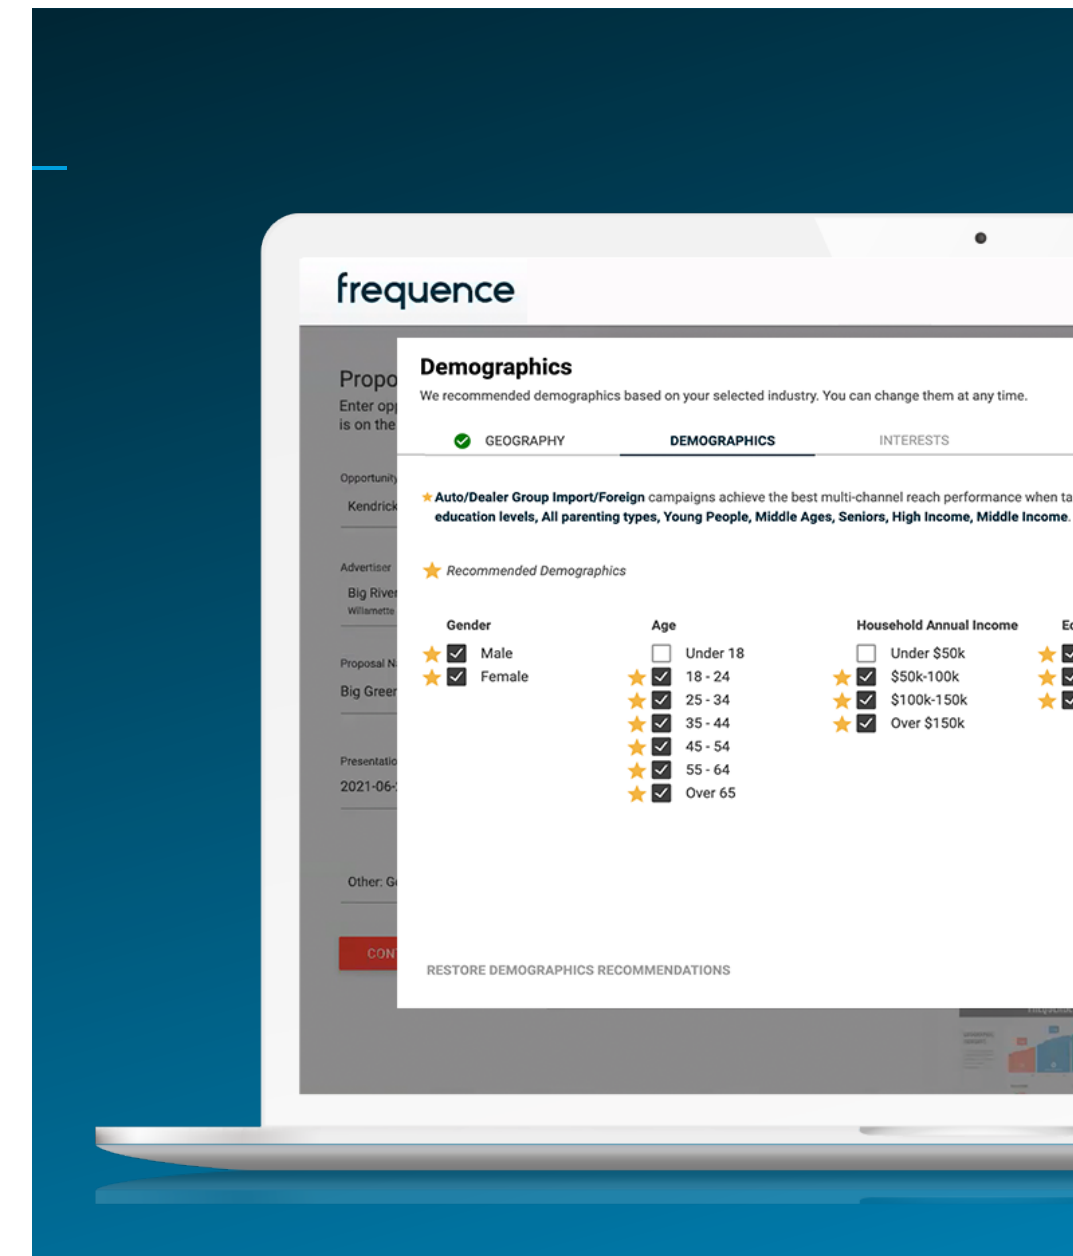 frequence
Propo
Enter op
is on the
Opportunity
Kendrick
Advertiser
Big River
Willamette
Proposal N
Big Green
Presentatio
2021-06-
Other: G
CON
Demographics
We recommended demographics based on your selected industry. You can change them at any time.
GEOGRAPHY DEMOGRAPHICS INTERESTS
Auto/Dealer Group Import/Foreign campaigns achieve the best multi-channel reach performance when ta
education levels, All parenting types, Young People, Middle Ages, Seniors, High Income, Middle Income.
Recommended Demographics
Gender
Male
Female
Age
Under 18
18 - 24
25 - 34
35 - 44
45 - 54
55 - 64
Over 65
Household Annual Income
Under $50k
$50k-100k
$100k-150k
Over $150k
RESTORE DEMOGRAPHICS RECOMMENDATIONS